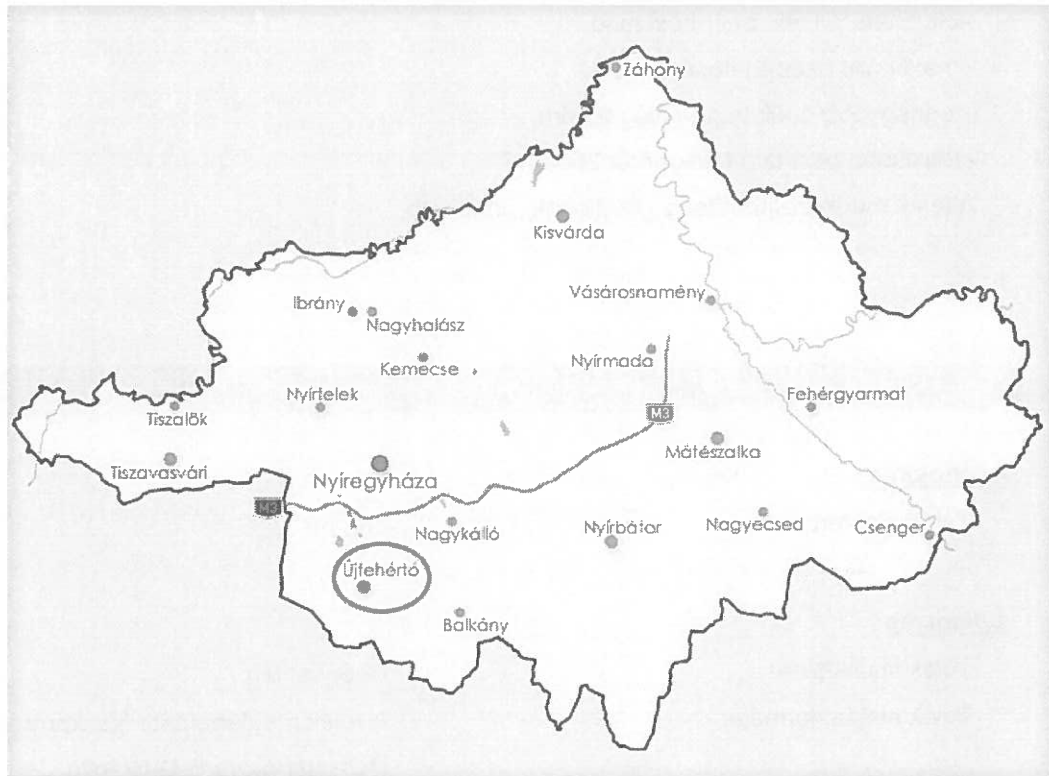 Záhony
Kisvárda
Vásárosnamény
Ibrány
Nagyhalász
Nyírmada
Kemecse
Fehérgyarmat
Nyírtelek
Tiszalök
M3
Mátészalka
Tiszavasvári
Nyíregyháza
M3
Nagykálló
Nyírbátor
Nagyecsed
Csenger
Újfehértó
Balkány